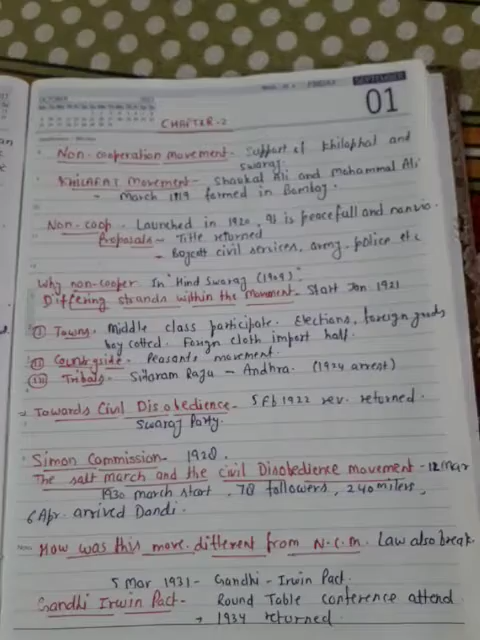 OCTOBER
SEPTEMBER
01
CHAPTER-2
Non-cooperation movement - Support of Khilaphat and
swaraj.
KHILAFAT Movement - Shaukat Ali and Mohammad Ali
- March 1919 formed in Bombay.
Non-coop. Launched in 1920, It is peacefull and nonvio.
Proposals - Title returned
- Boycott civil services, army, police etc
Why non-cooper In "Hind Swaraj (1909)
Differing strands within the Movement - Start Jan 1921
(I) Towns. Middle class participate. Elections, foreign goods
boycotted. Foreign cloth import half.
(II) Countryside - Peasants movement.
(III) Tribals - Sitaram Raju - Andhra. (1924 arrest)
Towards Civil Disobedience - 5 Feb 1922 rev. returned.
Swaraj Party.
Simon Commission - 1928.
The salt march and the civil Disobedience movement - 12 Mar
1930 march start, 78 followers, 240 milers,
6 Apr. arrived Dandi.
How was this move. different from N.C.M. Law also break.
5 Mar 1931 - Gandhi - Irwin Pact.
Gandhi Irwin Pact - Round Table conference attend
→ 1934 returned.